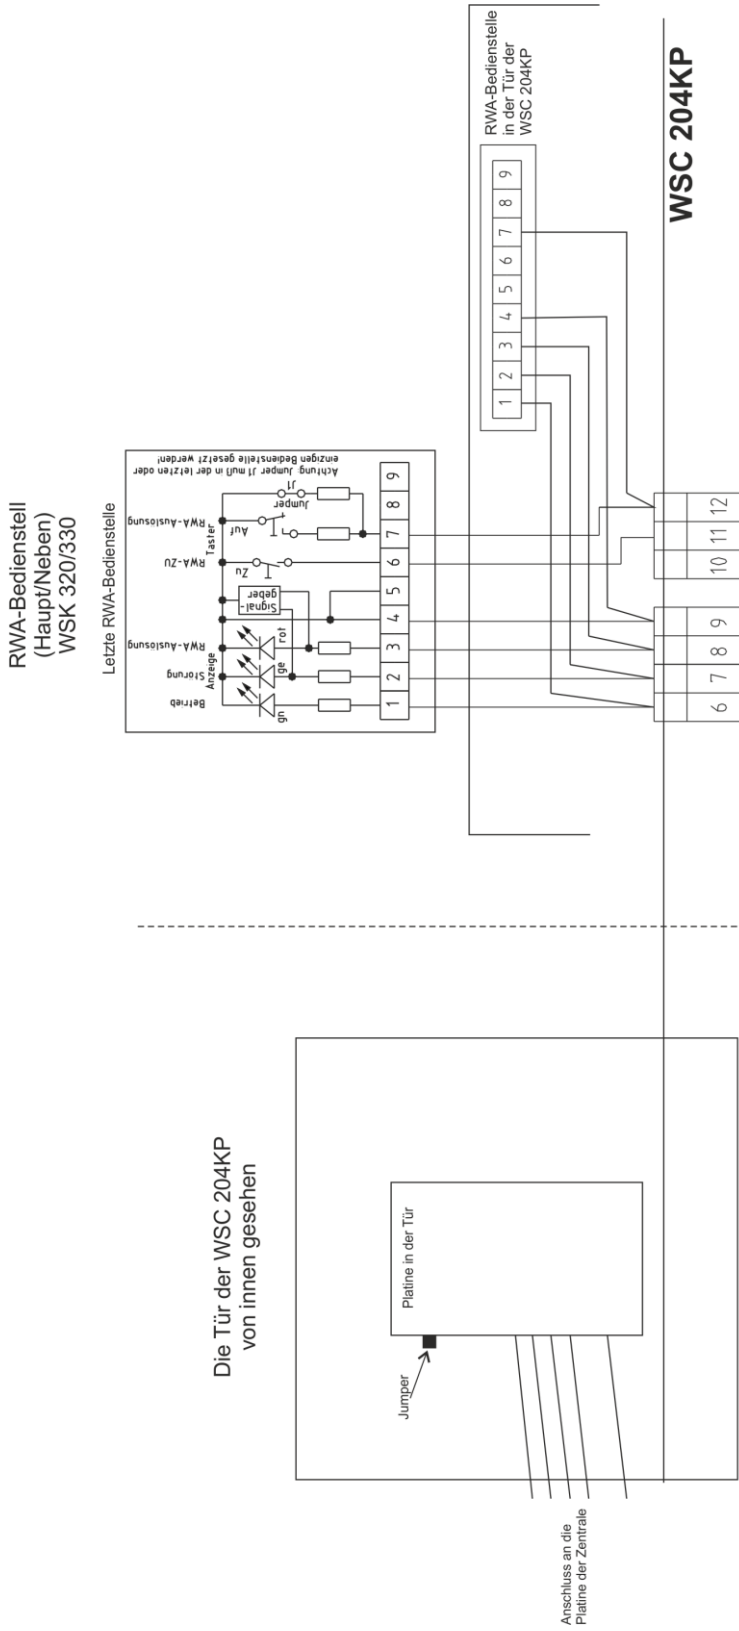 RWA-Bedienstell
(Haupt/Neben)
WSK 320/330
Letzte RWA-Bedienstelle
Achtung: Jumper J1 muß in der letzten oder
einzigen Bedienstelle gesetzt werden!
Betrieb
Störung
RWA-Auslösung
Anzeige
RWA-ZU
RWA-Auslösung
Taster
gn
ge
rot
Signal-
geber
Zu
Auf
Jumper
J1
1 2 3 4 5 6 7 8 9
RWA-Bedienstelle
in der Tür der
WSC 204KP
1 2 3 4 5 6 7 8 9
WSC 204KP
6 7 8 9 10 11 12
Die Tür der WSC 204KP
von innen gesehen
Platine in der Tür
Jumper
Anschluss an die
Platine der Zentrale